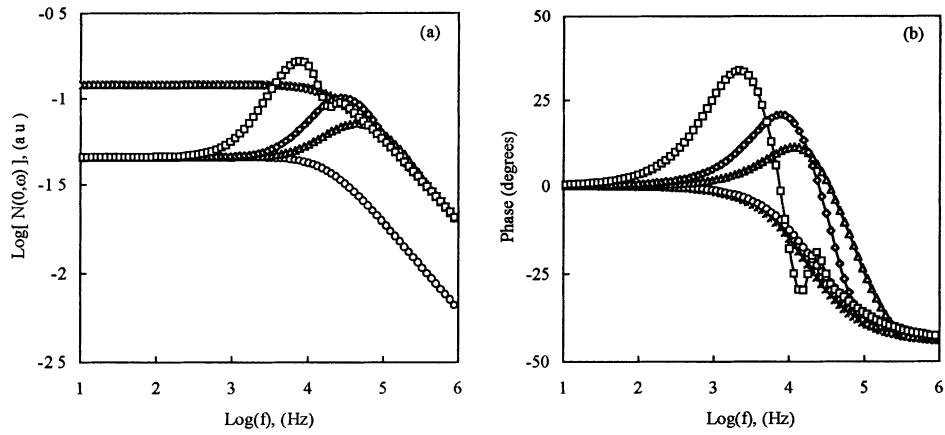 -0 5
(a)
-1
Log[ N(0,ω) ], (a u )
-1.5
-2
-2 5
1 2 3 4 5 6
Log(f), (Hz)
50
(b)
25
Phase (degrees)
0
-25
-50
1 2 3 4 5 6
Log(f), (Hz)